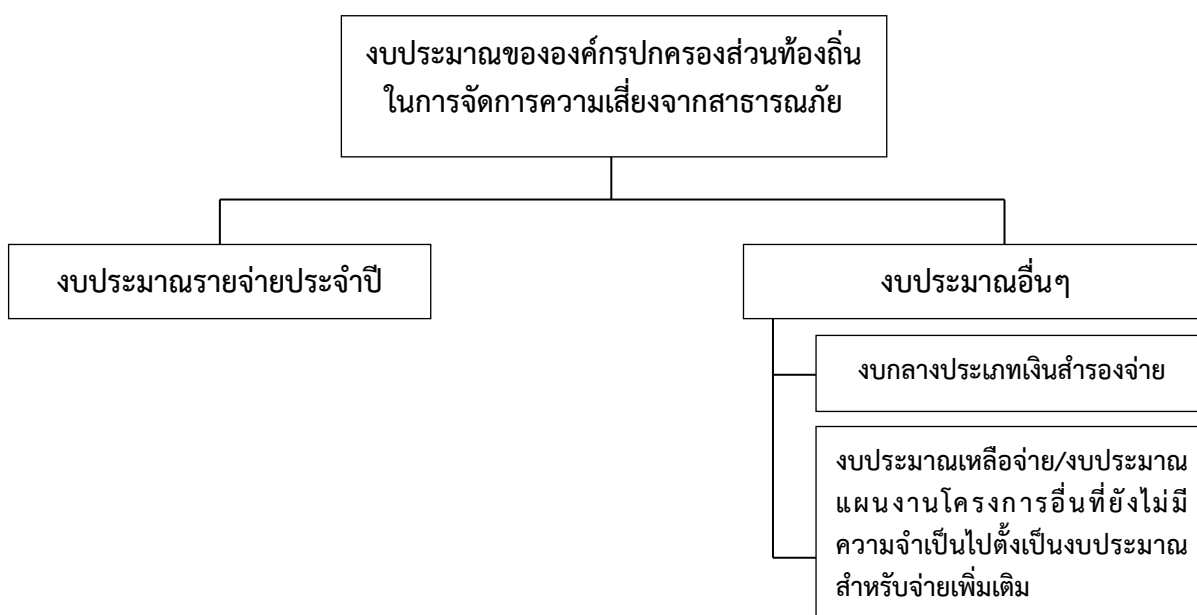 งบประมาณขององค์กรปกครองส่วนท้องถิ่น
ในการจัดการความเสี่ยงจากสาธารณภัย
งบประมาณรายจ่ายประจำปี
งบประมาณอื่นๆ
งบกลางประเภทเงินสำรองจ่าย
งบประมาณเหลือจ่าย/งบประมาณ
แผนงานโครงการอื่นที่ยังไม่มี
ความจำเป็นไปตั้งเป็นงบประมาณ
สำหรับจ่ายเพิ่มเติม